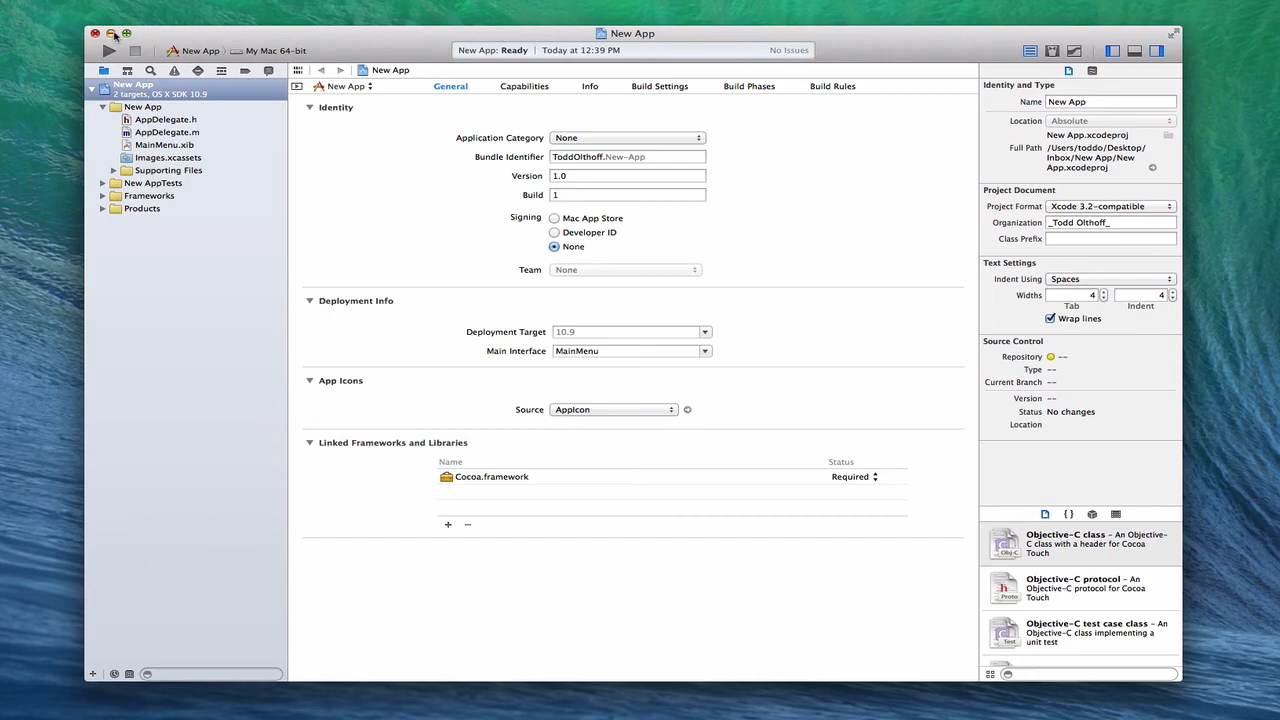 New App
New App My Mac 64-bit
New App: Ready Today at 12:39 PM No Issues
New App
2 targets, OS X SDK 10.9
New App
AppDelegate.h
AppDelegate.m
MainMenu.xib
Images.xcassets
Supporting Files
New AppTests
Frameworks
Products
New App
New App General Capabilities Info Build Settings Build Phases Build Rules
Identity
Application Category None
Bundle Identifier ToddOlthoff.New-App
Version 1.0
Build 1
Signing Mac App Store
Developer ID
None
Team None
Deployment Info
Deployment Target 10.9
Main Interface MainMenu
App Icons
Source AppIcon
Linked Frameworks and Libraries
Name Status
Cocoa.framework Required
Identity and Type
Name New App
Location Absolute
New App.xcodeproj
Full Path /Users/toddo/Desktop/
Inbox/New App/New
App.xcodeproj
Project Document
Project Format Xcode 3.2-compatible
Organization _Todd Olthoff_
Class Prefix
Text Settings
Indent Using Spaces
Widths 4 4
Tab Indent
Wrap lines
Source Control
Repository --
Type --
Current Branch --
Version --
Status No changes
Location
{ }
Objective-C class - An Objective-
C class with a header for Cocoa
Touch
Obj-C
Objective-C protocol - An
Objective-C protocol for Cocoa
Touch
h
Proto
Objective-C test case class - An
Objective-C class implementing a
unit test
Test